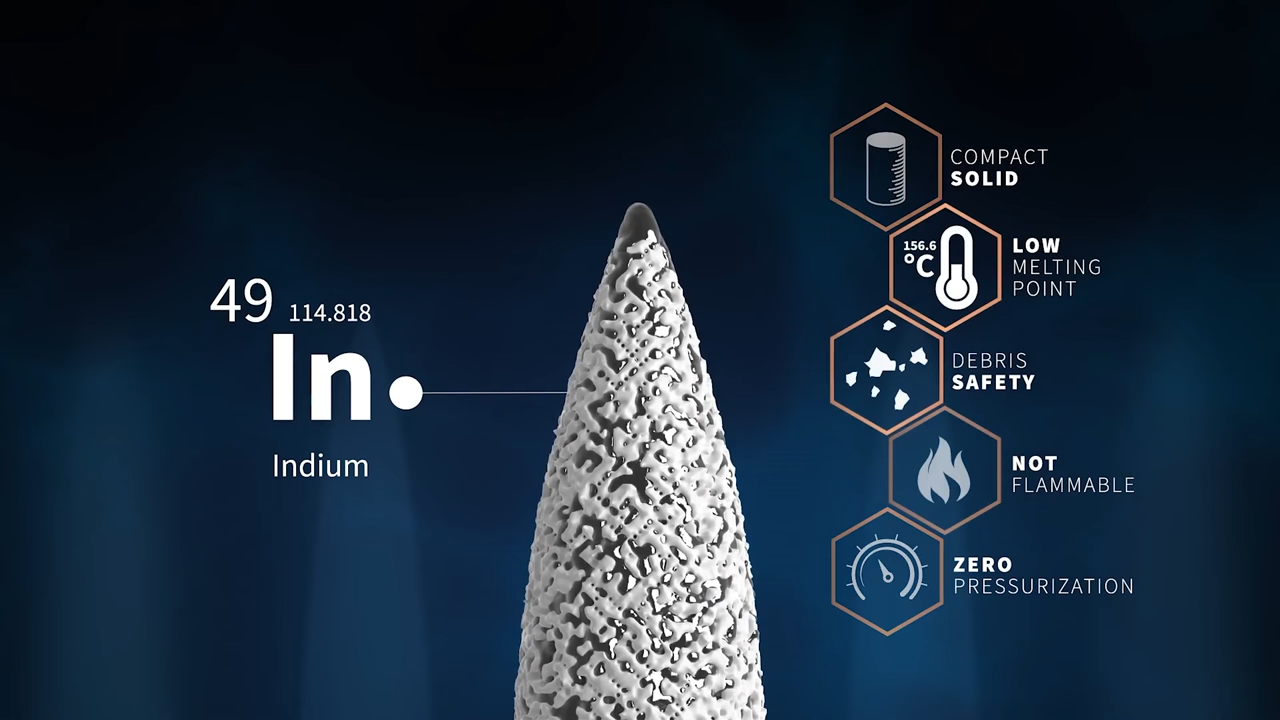 49 114.818
In
Indium
COMPACT
SOLID
156.6
°C
LOW
MELTING
POINT
DEBRIS
SAFETY
NOT
FLAMMABLE
ZERO
PRESSURIZATION